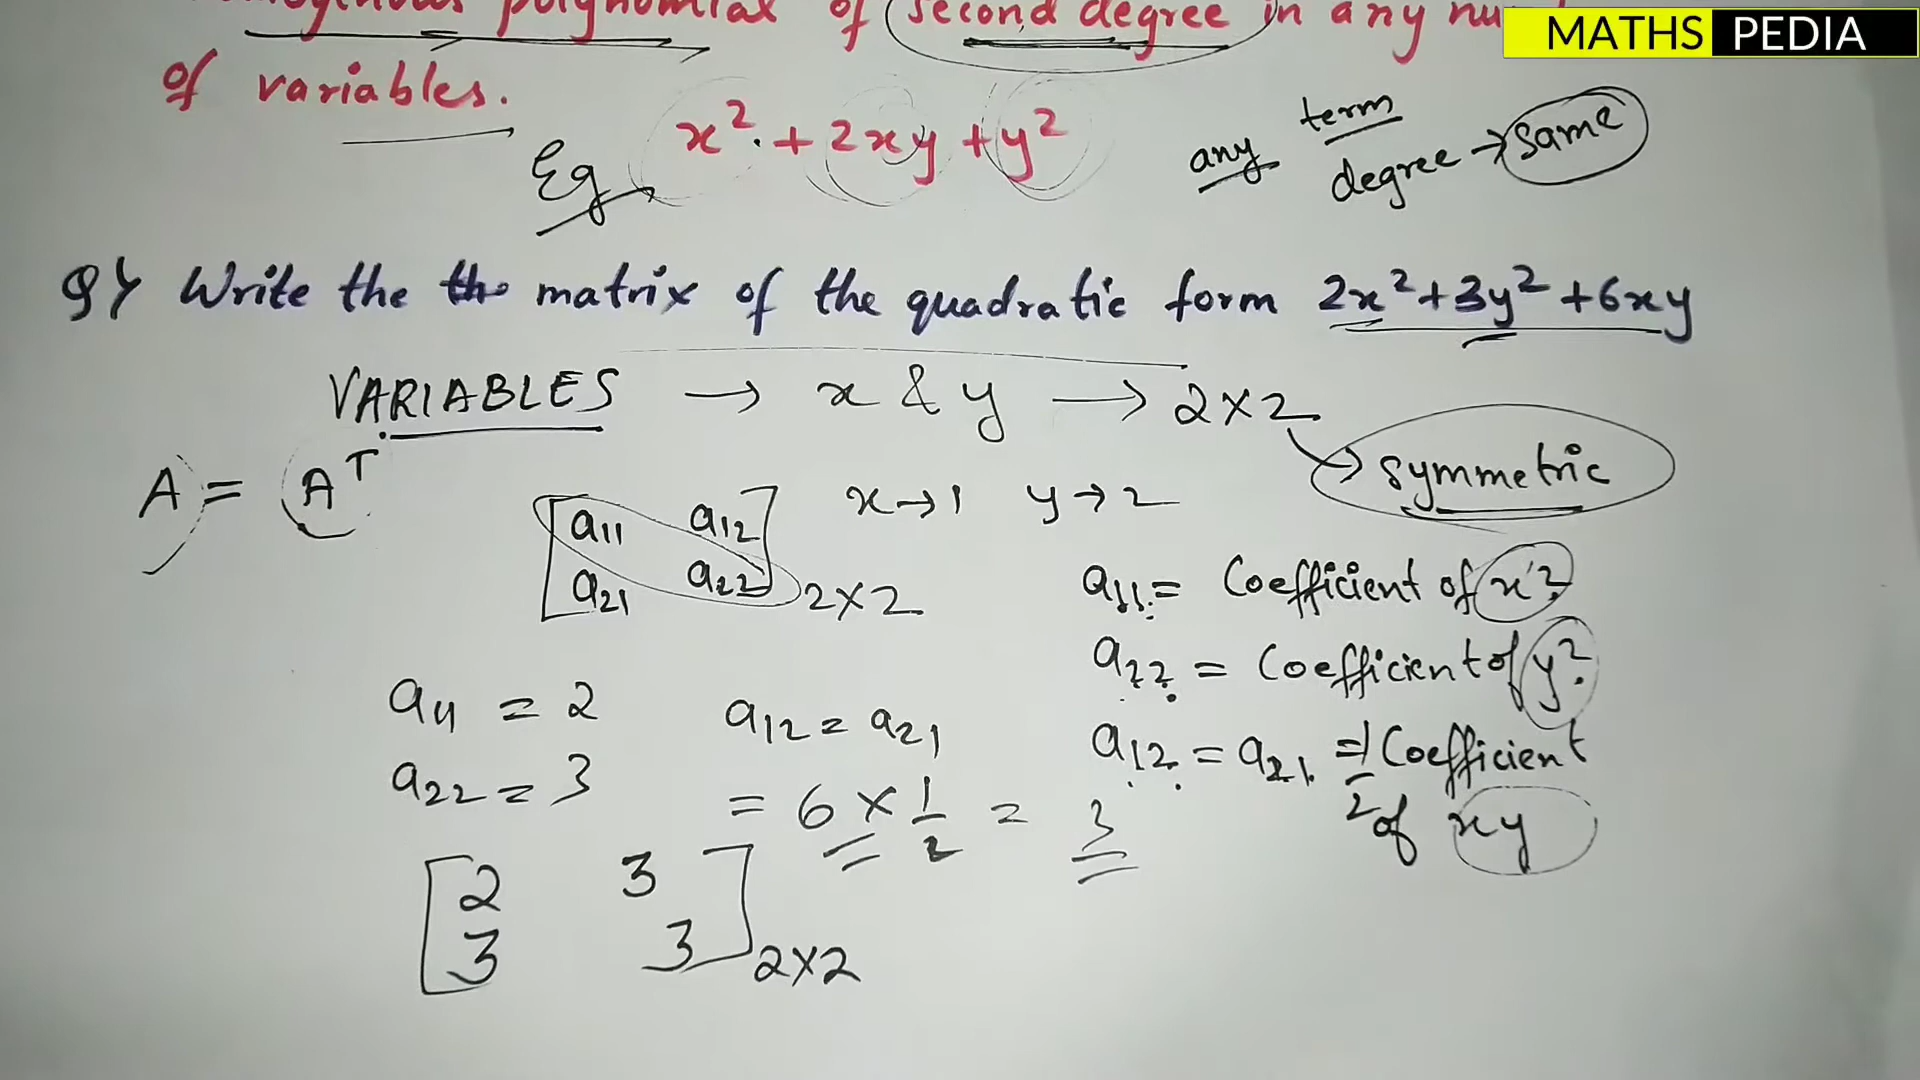 polynomial of second degree in any
MATHS PEDIA
of variables.
Eg x² + 2xy + y²
any term degree → same
Q) Write the the matrix of the quadratic form 2x²+3y²+6xy
VARIABLES → x & y → 2×2
→ symmetric
A = Aᵀ
x→1 y→2
[a11 a12
a21 a22] 2×2
a11 = Coefficient of x²
a22 = Coefficient of y²
a12 = a21 = 1/2 Coefficient
of xy
a11 = 2
a22 = 3
a12 = a21
= 6 × 1/2 = 3
[2 3
3 3] 2×2